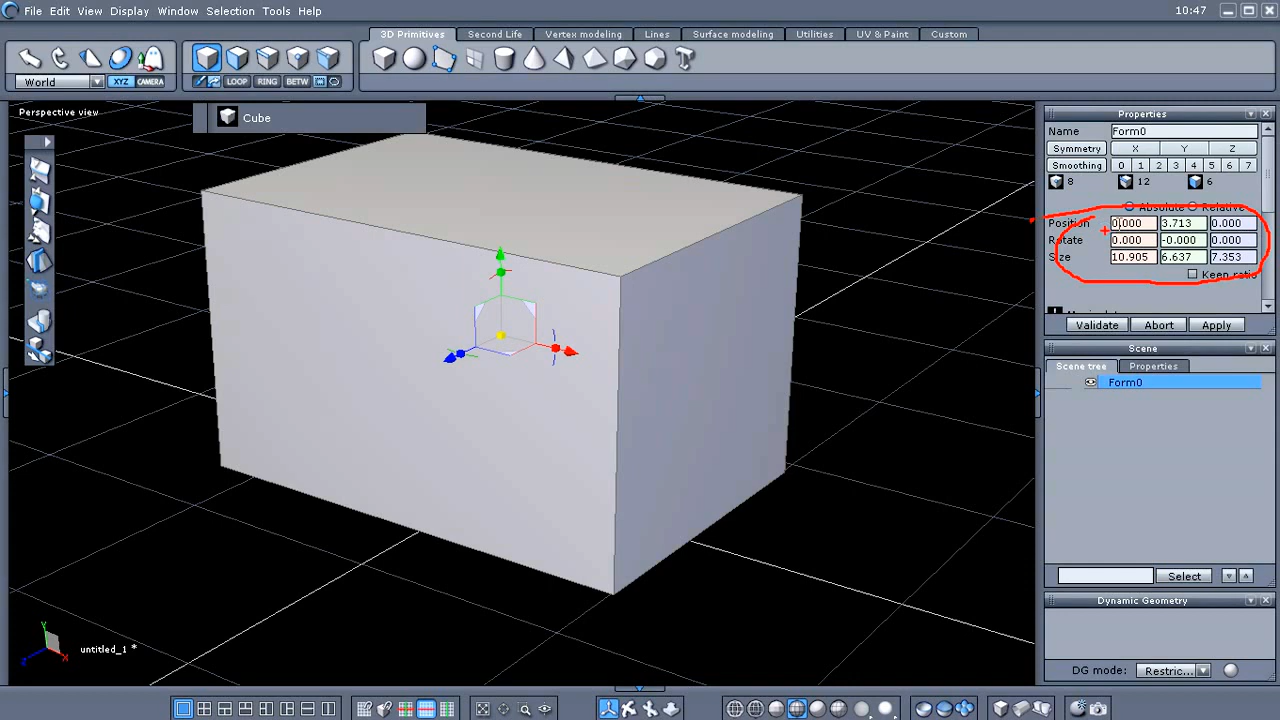 File Edit View Display Window Selection Tools Help 10:47
3D Primitives Second Life Vertex modeling Lines Surface modeling Utilities UV & Paint Custom
World XYZ CAMERA LOOP RING BETW
Perspective view
Cube
Properties
Name Form0
Symmetry X Y Z
Smoothing 0 1 2 3 4 5 6 7
8 12 6
Absolute Relative
Position 0.000 3.713 0.000
Rotate 0.000 -0.000 0.000
Size 10.905 6.637 7.353
Keep ratio
Validate Abort Apply
Scene
Scene tree Properties
Form0
Select
Dynamic Geometry
DG mode: Restric...
Y
Z X
untitled_1 *